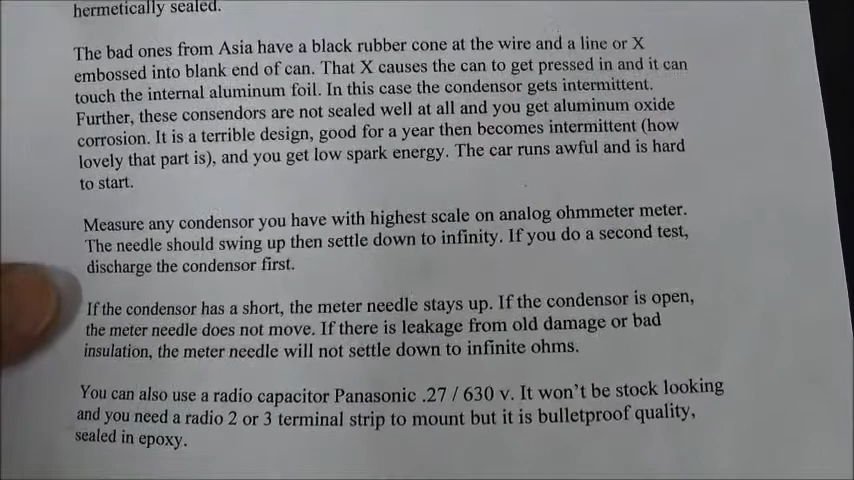 hermetically sealed.
The bad ones from Asia have a black rubber cone at the wire and a line or X
embossed into blank end of can. That X causes the can to get pressed in and it can
touch the internal aluminum foil. In this case the condensor gets intermittent.
Further, these consendors are not sealed well at all and you get aluminum oxide
corrosion. It is a terrible design, good for a year then becomes intermittent (how
lovely that part is), and you get low spark energy. The car runs awful and is hard
to start.
Measure any condensor you have with highest scale on analog ohmmeter meter.
The needle should swing up then settle down to infinity. If you do a second test,
discharge the condensor first.
If the condensor has a short, the meter needle stays up. If the condensor is open,
the meter needle does not move. If there is leakage from old damage or bad
insulation, the meter needle will not settle down to infinite ohms.
You can also use a radio capacitor Panasonic .27 / 630 v. It won't be stock looking
and you need a radio 2 or 3 terminal strip to mount but it is bulletproof quality,
sealed in epoxy.